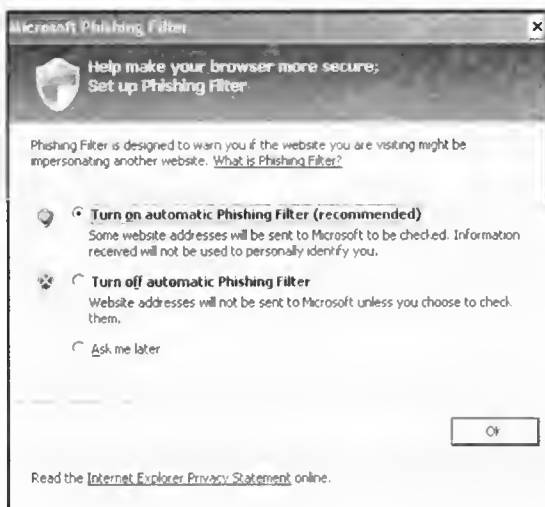 Microsoft Phishing Filter
Help make your browser more secure:
Set up Phishing Filter
Phishing Filter is designed to warn you if the website you are visiting might be
impersonating another website. What is Phishing Filter?
Turn on automatic Phishing Filter (recommended)
Some website addresses will be sent to Microsoft to be checked. Information
received will not be used to personally identify you.
Turn off automatic Phishing Filter
Website addresses will not be sent to Microsoft unless you choose to check
them.
Ask me later
Ok
Read the Internet Explorer Privacy Statement online.